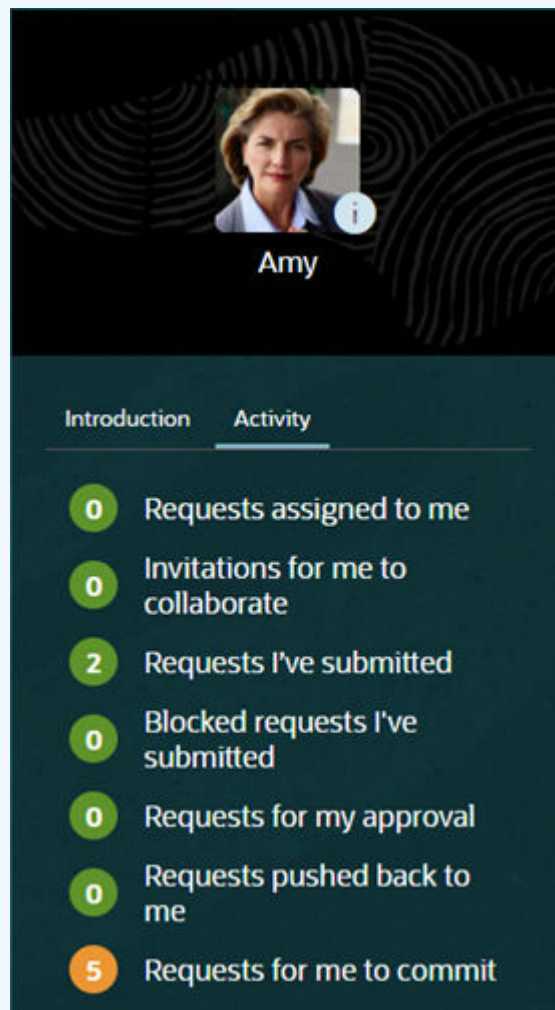 i
Amy
Introduction Activity
0 Requests assigned to me
0 Invitations for me to
collaborate
2 Requests I've submitted
0 Blocked requests I've
submitted
0 Requests for my approval
0 Requests pushed back to
me
5 Requests for me to commit